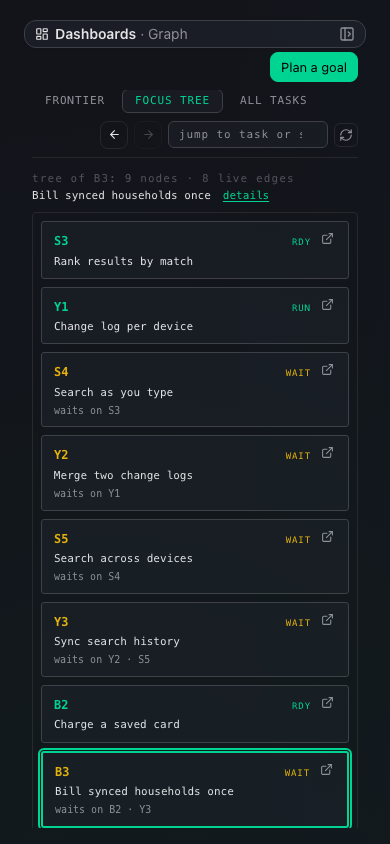 Dashboards · Graph
Plan a goal
FRONTIER FOCUS TREE ALL TASKS
jump to task or s
tree of B3: 9 nodes · 8 live edges
Bill synced households once details
S3 RDY
Rank results by match
Y1 RUN
Change log per device
S4 WAIT
Search as you type
waits on S3
Y2 WAIT
Merge two change logs
waits on Y1
S5 WAIT
Search across devices
waits on S4
Y3 WAIT
Sync search history
waits on Y2 · S5
B2 RDY
Charge a saved card
B3 WAIT
Bill synced households once
waits on B2 · Y3